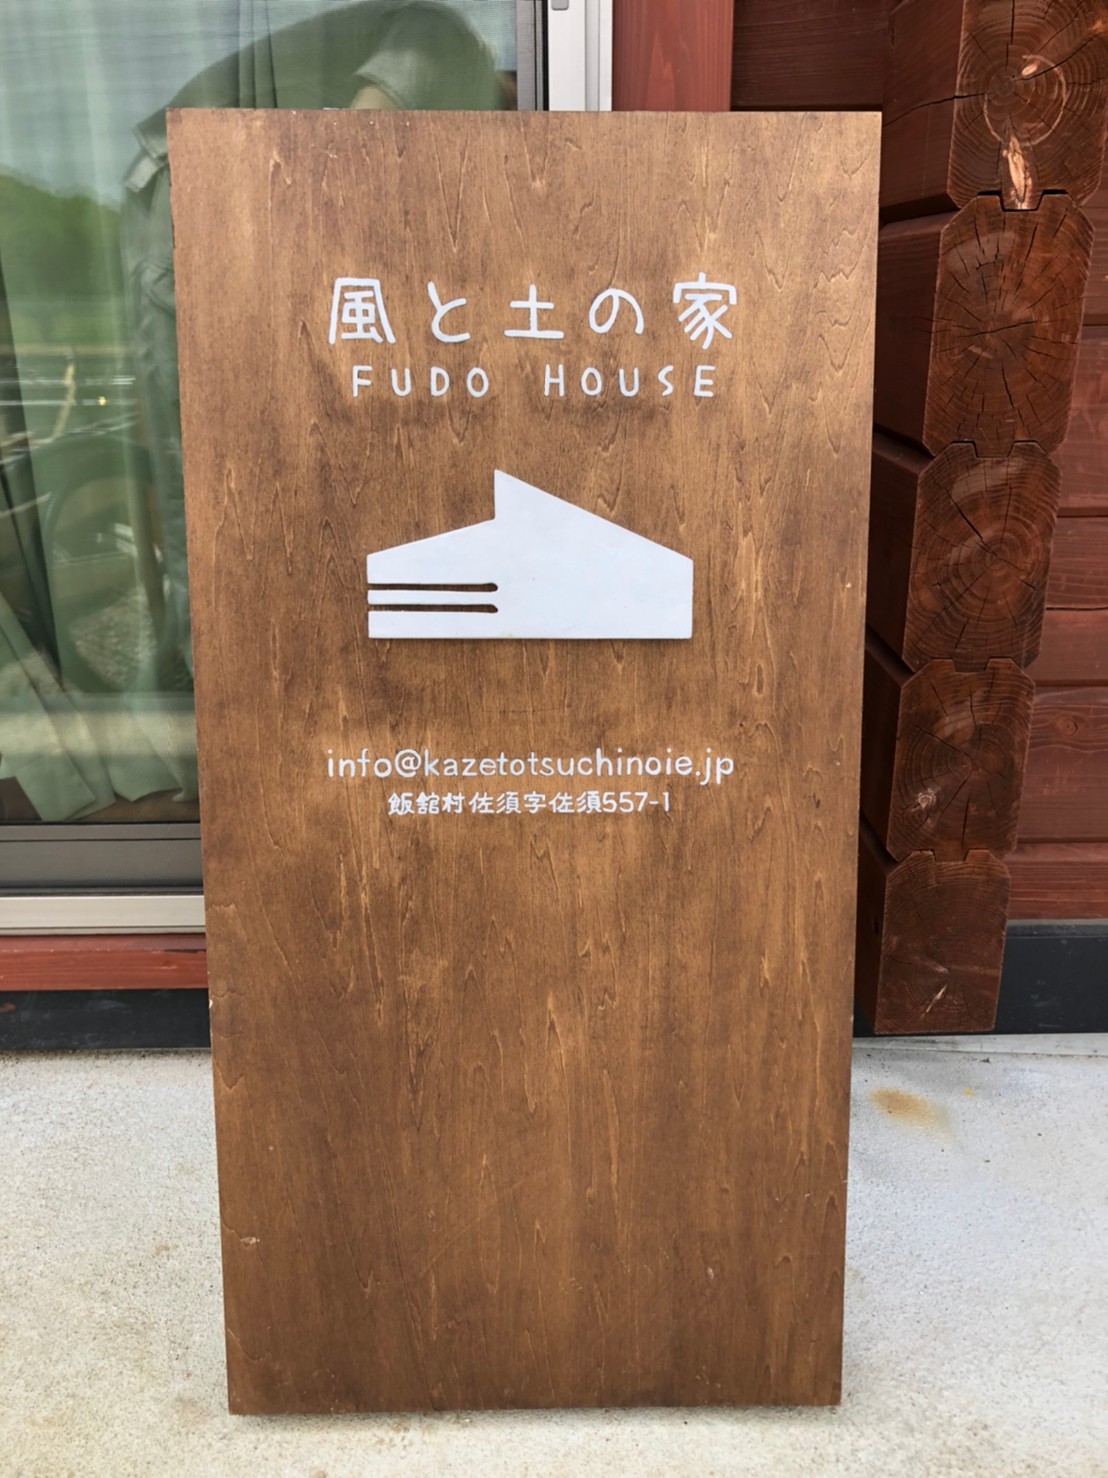 風と土の家
FUDO HOUSE
info@kazetotsuchinoie.jp
飯舘村佐須字佐須557-1